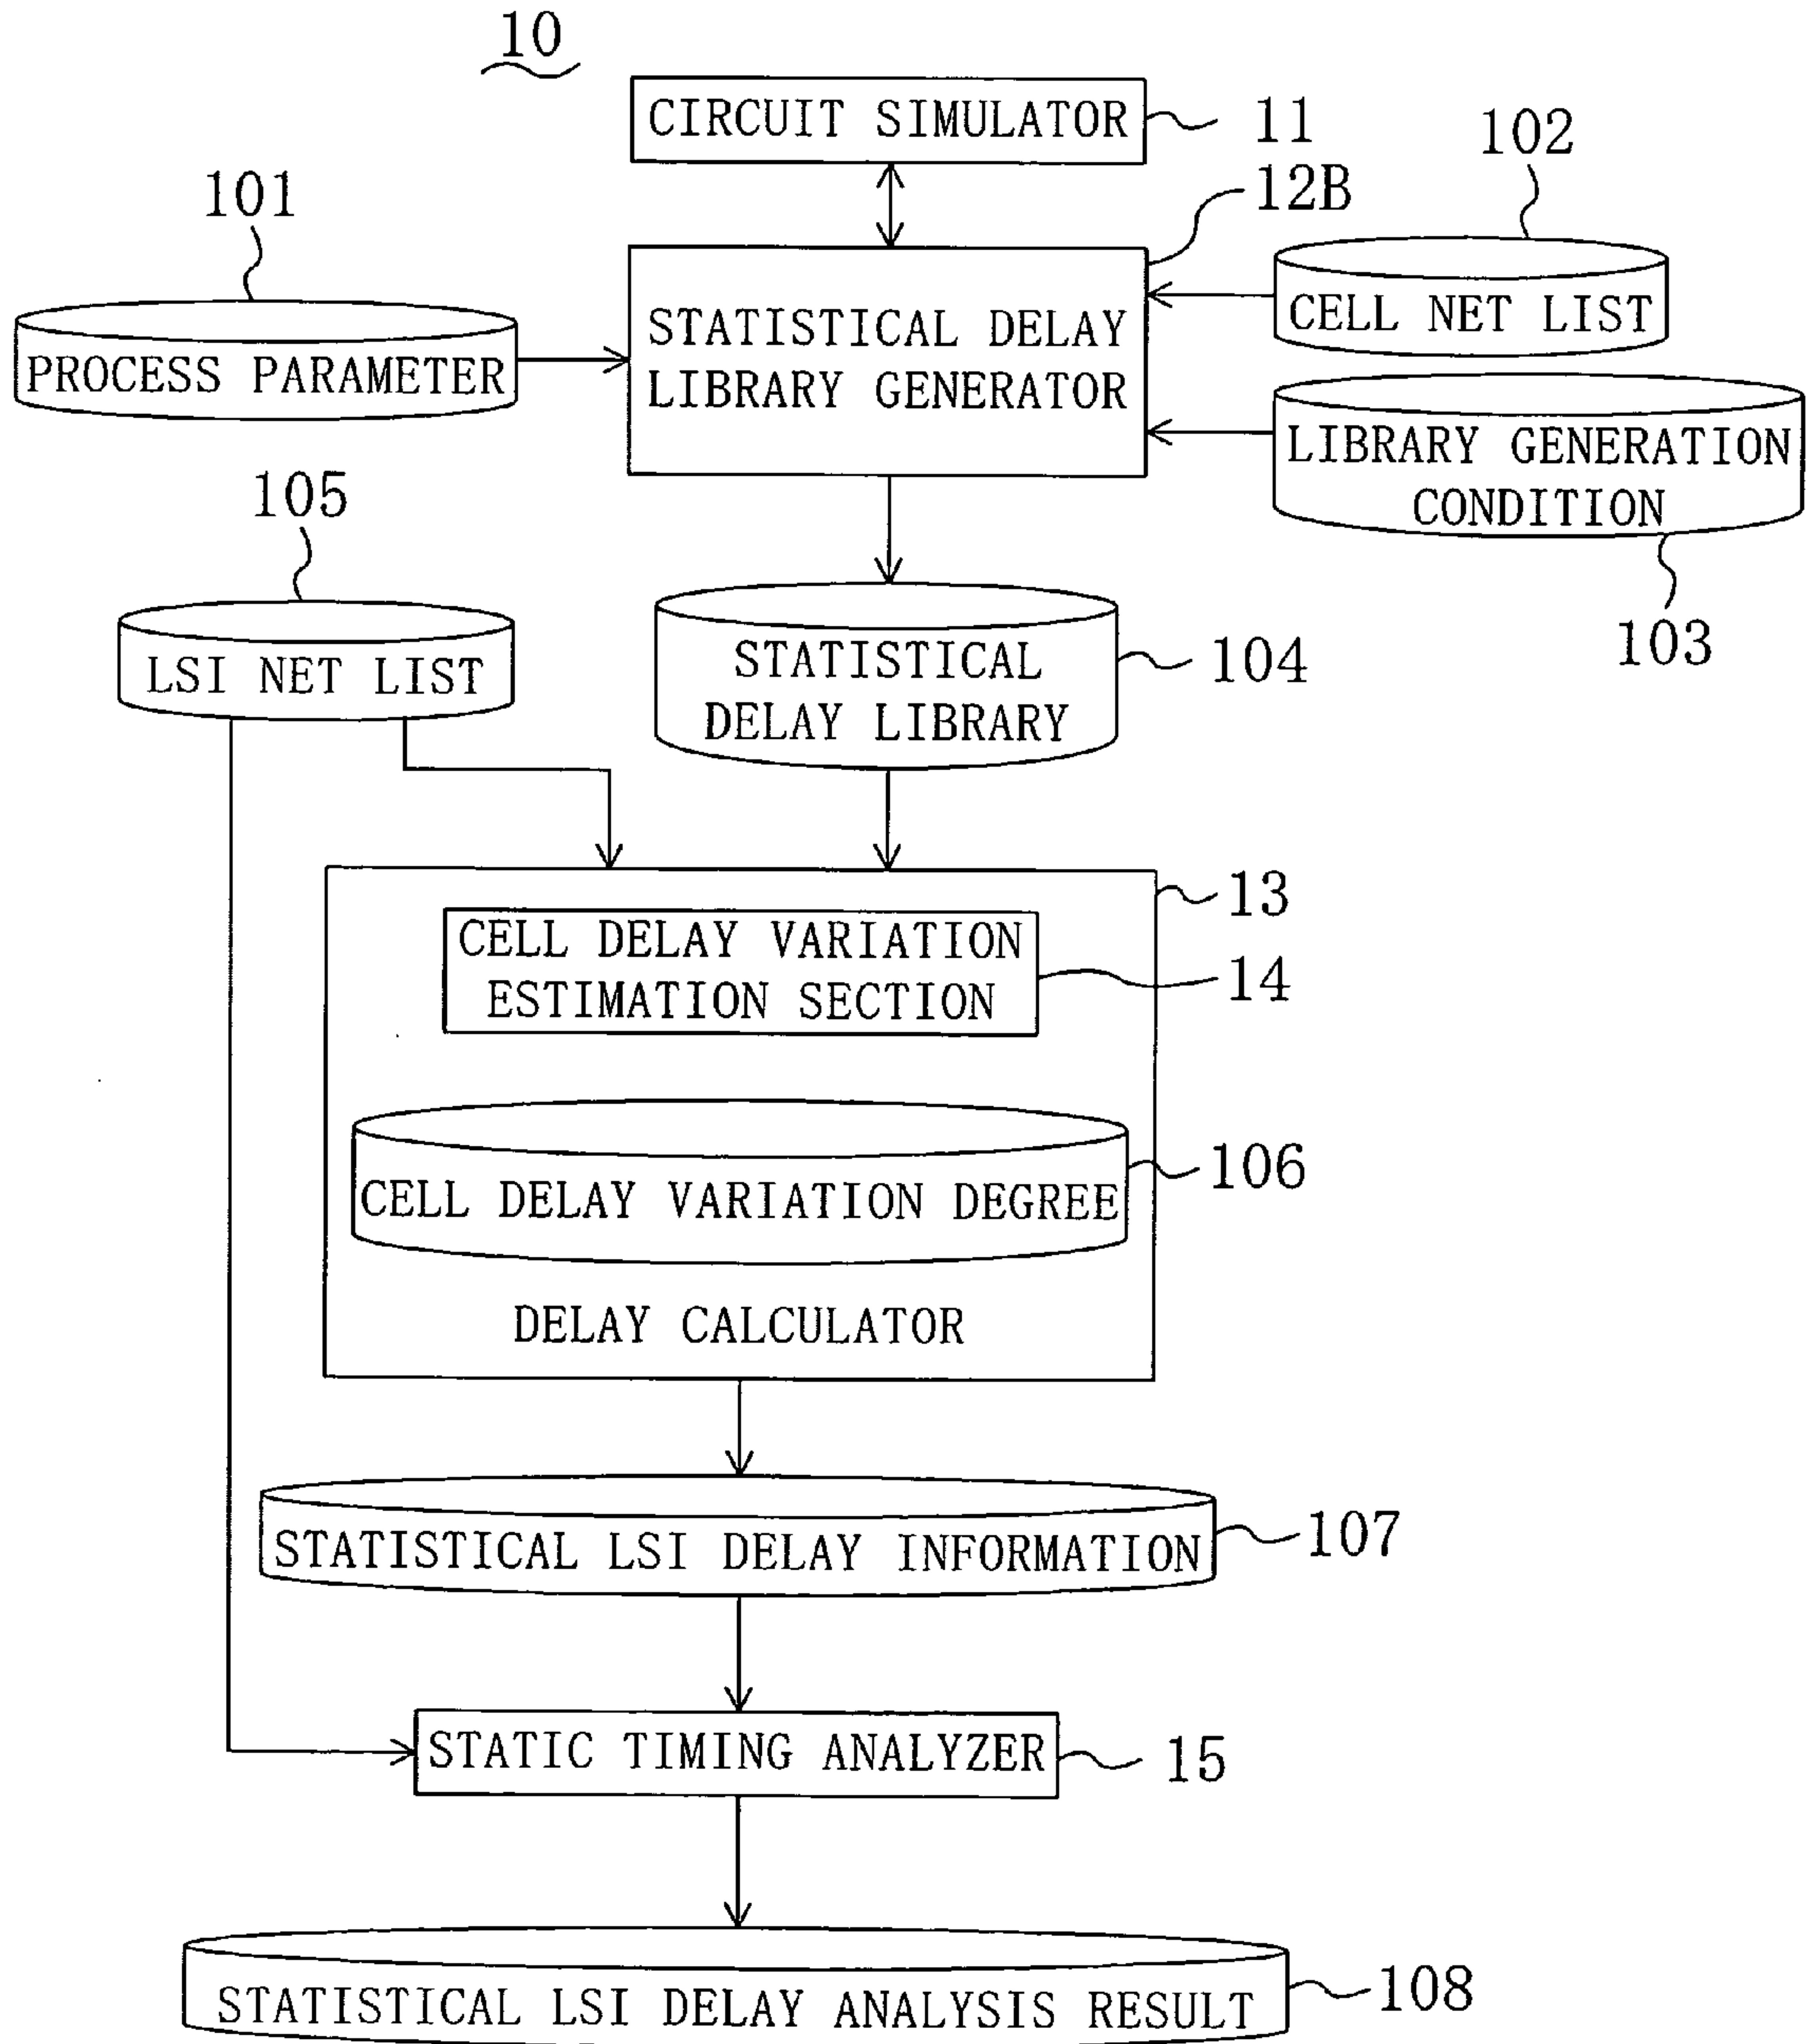 10
CIRCUIT SIMULATOR
11
102
12B
101
CELL NET LIST
STATISTICAL DELAY
LIBRARY GENERATOR
PROCESS PARAMETER
LIBRARY GENERATION
CONDITION
105
103
LSI NET LIST
STATISTICAL
DELAY LIBRARY
104
13
CELL DELAY VARIATION
ESTIMATION SECTION
14
106
CELL DELAY VARIATION DEGREE
DELAY CALCULATOR
STATISTICAL LSI DELAY INFORMATION
107
STATIC TIMING ANALYZER
15
STATISTICAL LSI DELAY ANALYSIS RESULT
108